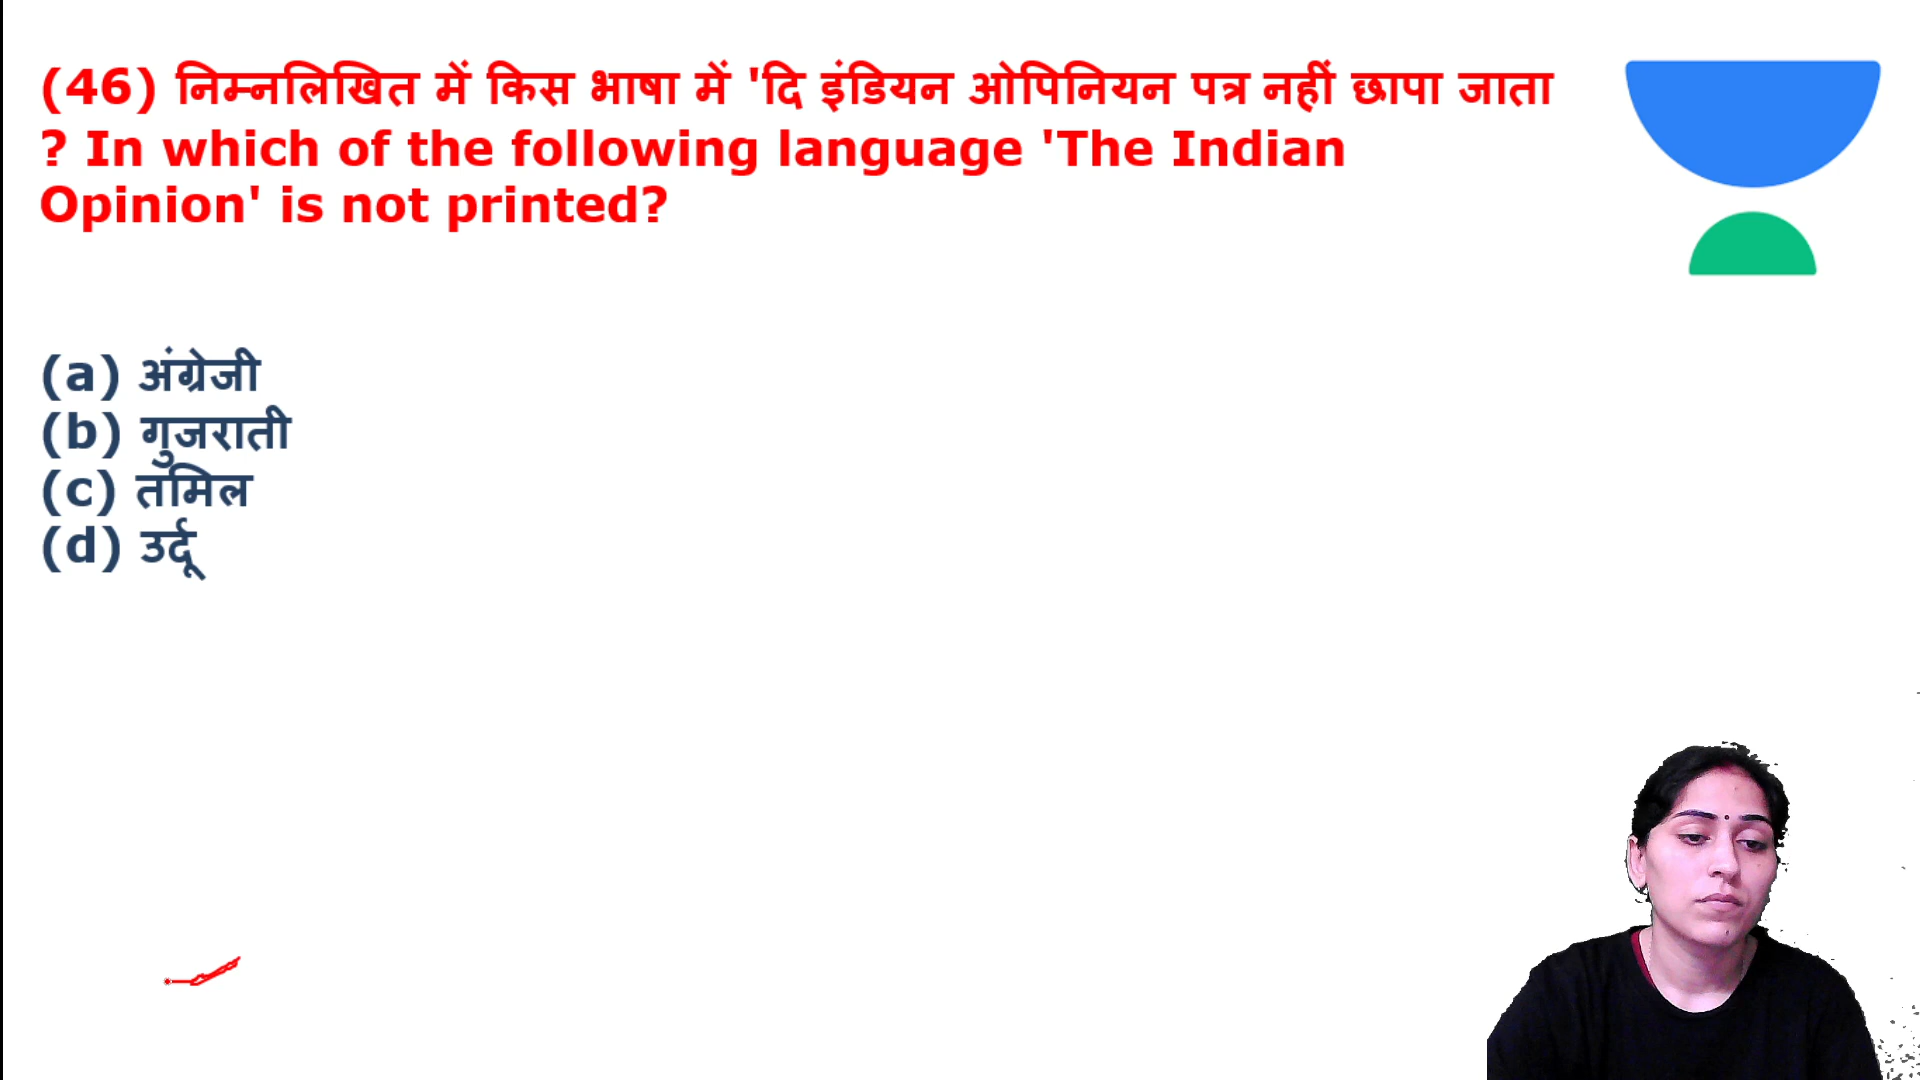 (46) निम्नलिखित में किस भाषा में 'दि इंडियन ओपिनियन पत्र नहीं छापा जाता
? In which of the following language 'The Indian
Opinion' is not printed?
(a) अंग्रेजी
(b) गुजराती
(c) तमिल
(d) उर्दू